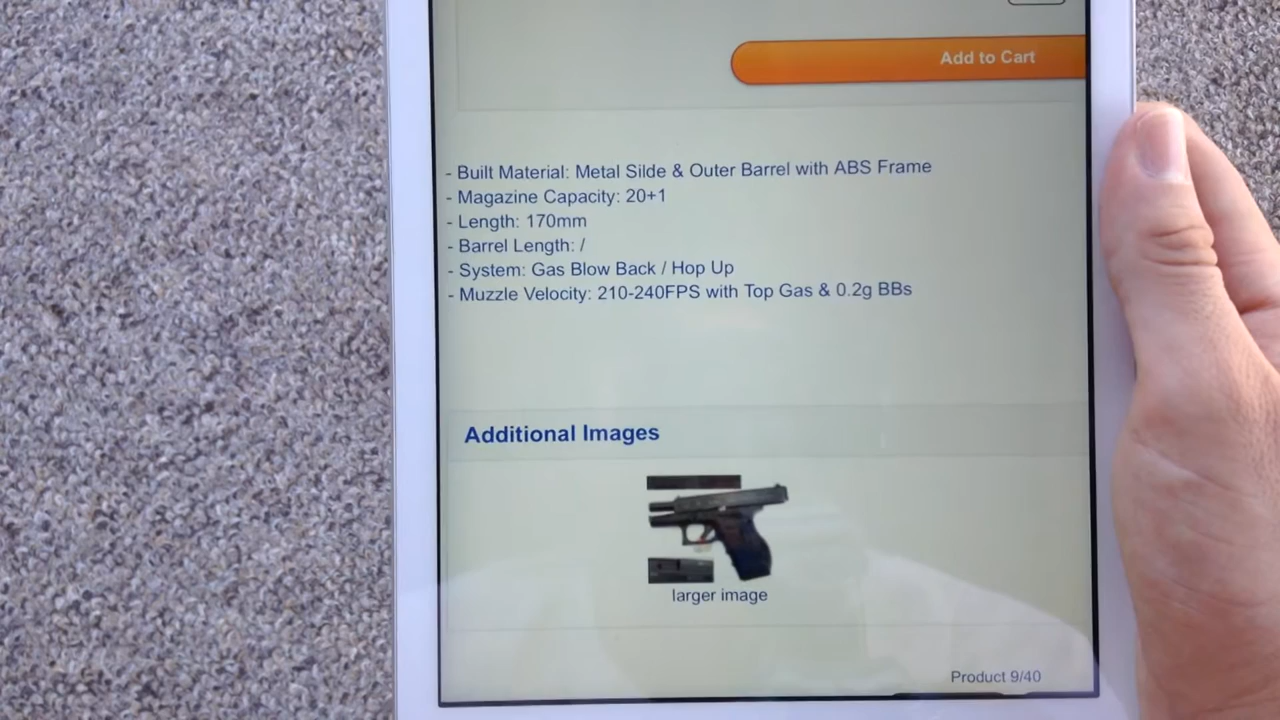 Add to Cart
- Built Material: Metal Silde & Outer Barrel with ABS Frame
- Magazine Capacity: 20+1
- Length: 170mm
- Barrel Length: /
- System: Gas Blow Back / Hop Up
- Muzzle Velocity: 210-240FPS with Top Gas & 0.2g BBs
Additional Images
larger image
Product 9/40